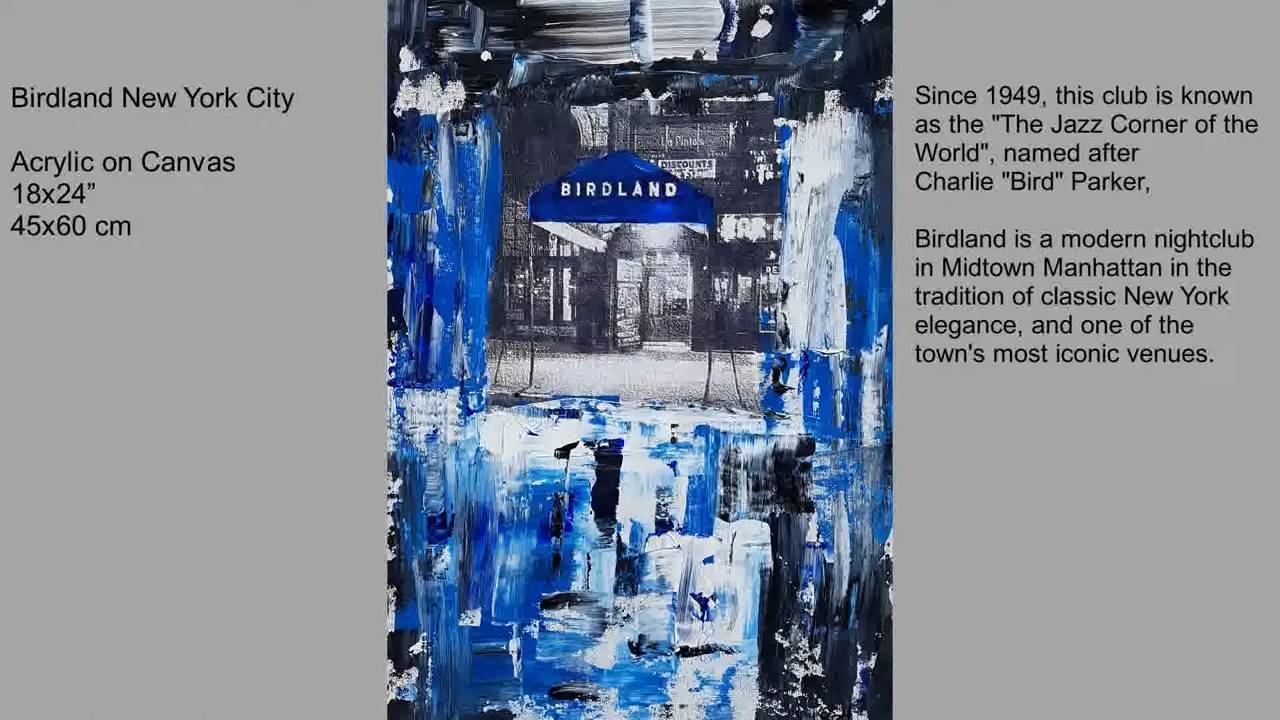 Birdland New York City
Acrylic on Canvas
18x24”
45x60 cm
DISCOUNTS
BIRDLAND
Since 1949, this club is known
as the "The Jazz Corner of the
World", named after
Charlie "Bird" Parker,
Birdland is a modern nightclub
in Midtown Manhattan in the
tradition of classic New York
elegance, and one of the
town's most iconic venues.